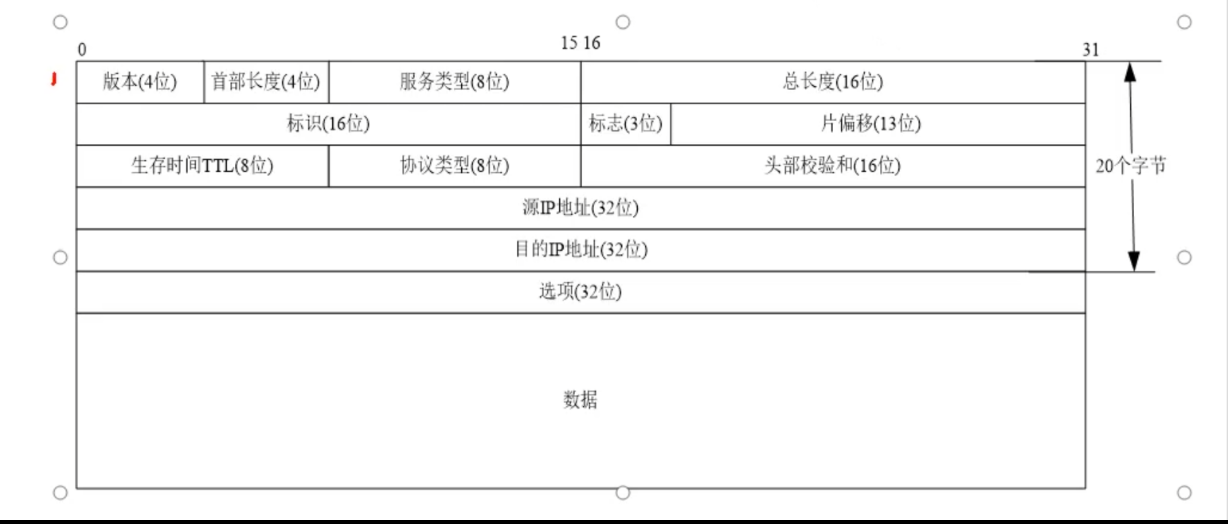 0 15 16 31
版本(4位) 首部长度(4位) 服务类型(8位) 总长度(16位)
标识(16位) 标志(3位) 片偏移(13位)
生存时间TTL(8位) 协议类型(8位) 头部校验和(16位) 20个字节
源IP地址(32位)
目的IP地址(32位)
选项(32位)
数据